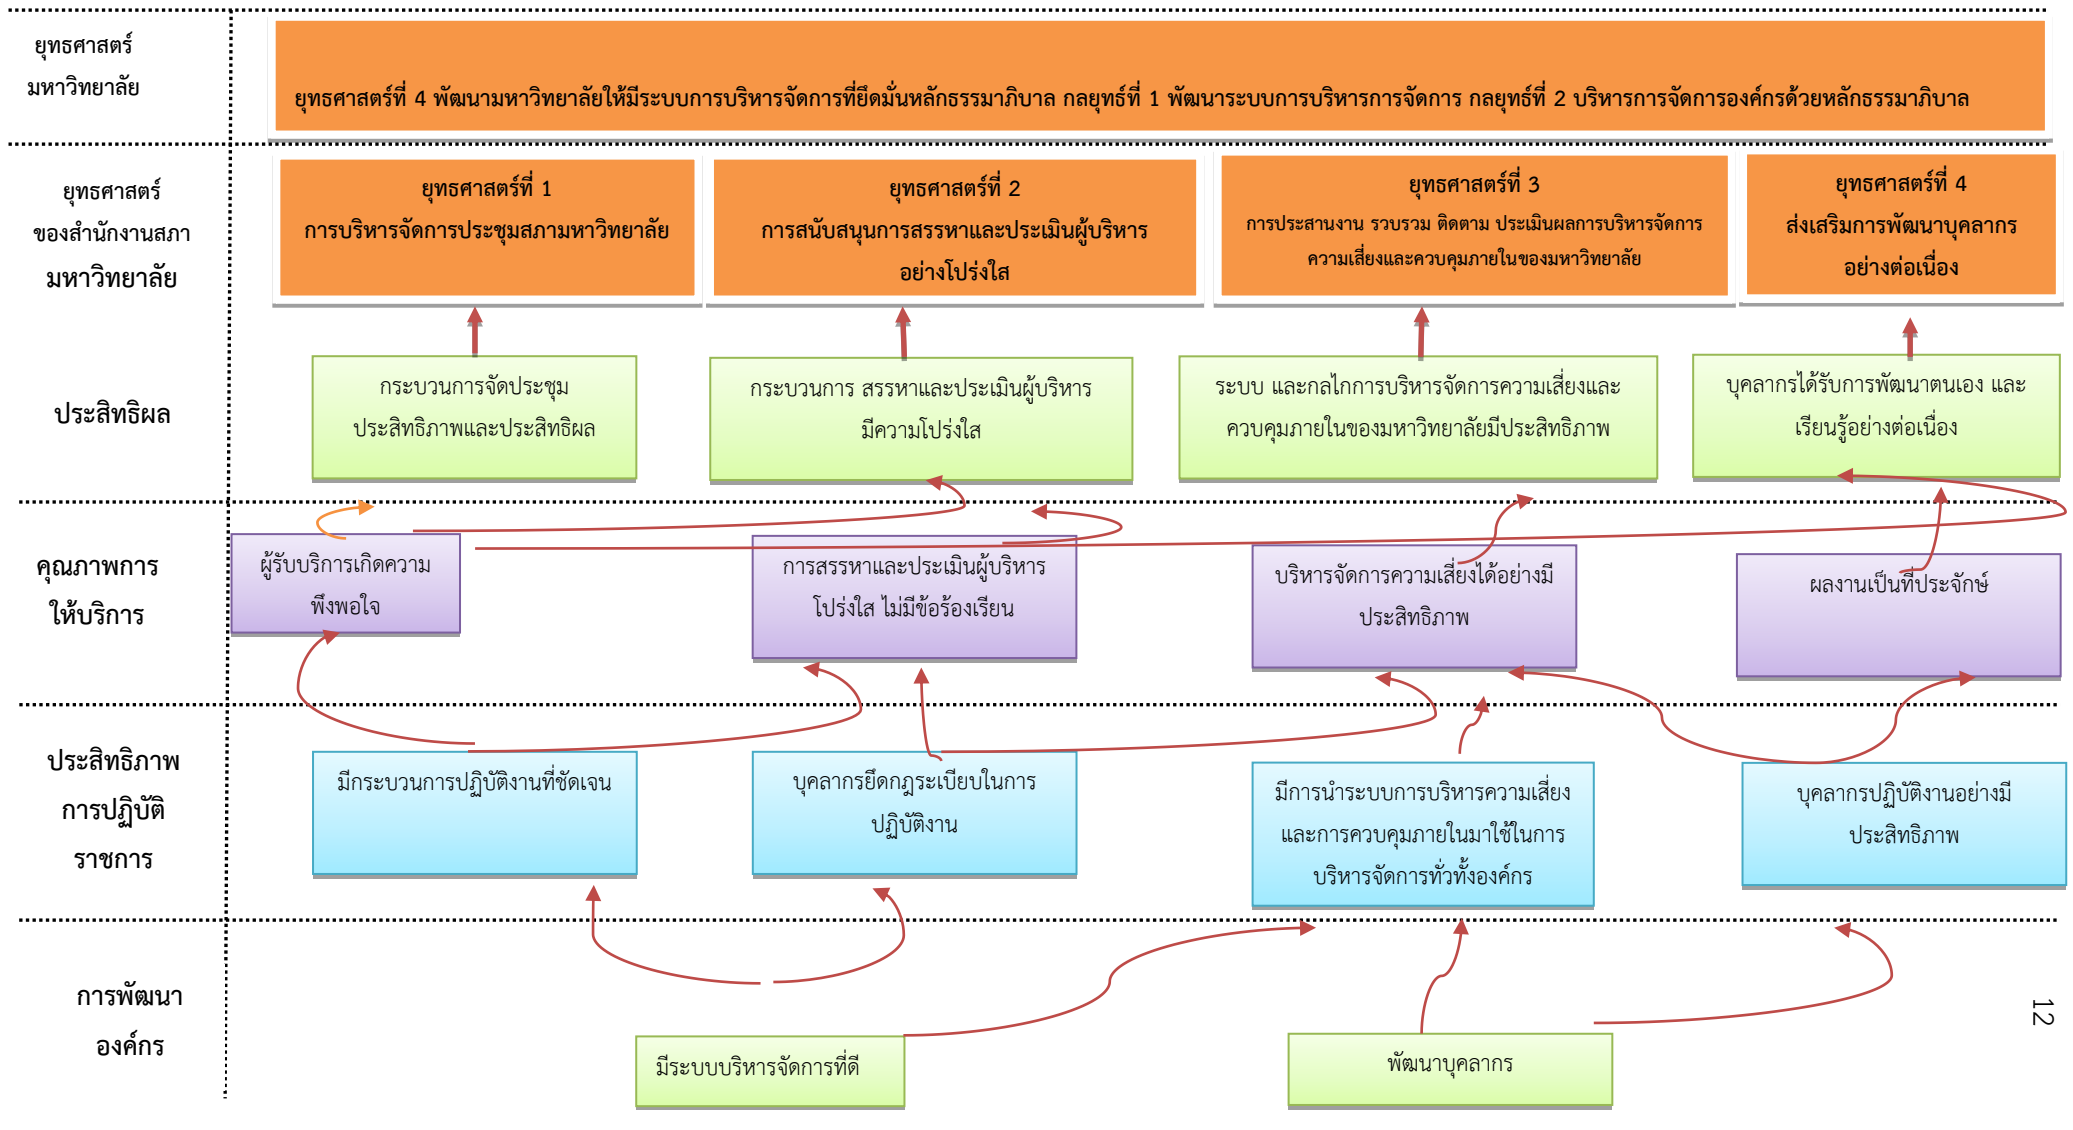 ยุทธศาสตร์
มหาวิทยาลัย
ยุทธศาสตร์ที่ 4 พัฒนามหาวิทยาลัยให้มีระบบการบริหารจัดการที่ยึดมั่นหลักธรรมาภิบาล กลยุทธ์ที่ 1 พัฒนาระบบการบริหารการจัดการ กลยุทธ์ที่ 2 บริหารการจัดการองค์กรด้วยหลักธรรมาภิบาล
ยุทธศาสตร์
ของสำนักงานสภา
มหาวิทยาลัย
ยุทธศาสตร์ที่ 1
การบริหารจัดการประชุมสภามหาวิทยาลัย
ยุทธศาสตร์ที่ 2
การสนับสนุนการสรรหาและประเมินผู้บริหาร
อย่างโปร่งใส
ยุทธศาสตร์ที่ 3
การประสานงาน รวบรวม ติดตาม ประเมินผลการบริหารจัดการ
ความเสี่ยงและควบคุมภายในของมหาวิทยาลัย
ยุทธศาสตร์ที่ 4
ส่งเสริมการพัฒนาบุคลากร
อย่างต่อเนื่อง
ประสิทธิผล
กระบวนการจัดประชุม
ประสิทธิภาพและประสิทธิผล
กระบวนการ สรรหาและประเมินผู้บริหาร
มีความโปร่งใส
ระบบ และกลไกการบริหารจัดการความเสี่ยงและ
ควบคุมภายในของมหาวิทยาลัยมีประสิทธิภาพ
บุคลากรได้รับการพัฒนาตนเอง และ
เรียนรู้อย่างต่อเนื่อง
คุณภาพการ
ให้บริการ
ผู้รับบริการเกิดความ
พึงพอใจ
การสรรหาและประเมินผู้บริหาร
โปร่งใส ไม่มีข้อร้องเรียน
บริหารจัดการความเสี่ยงได้อย่างมี
ประสิทธิภาพ
ผลงานเป็นที่ประจักษ์
ประสิทธิภาพ
การปฏิบัติ
ราชการ
มีกระบวนการปฏิบัติงานที่ชัดเจน
บุคลากรยึดกฎระเบียบในการ
ปฏิบัติงาน
มีการนำระบบการบริหารความเสี่ยง
และการควบคุมภายในมาใช้ในการ
บริหารจัดการทั่วทั้งองค์กร
บุคลากรปฏิบัติงานอย่างมี
ประสิทธิภาพ
การพัฒนา
องค์กร
มีระบบบริหารจัดการที่ดี
พัฒนาบุคลากร
12